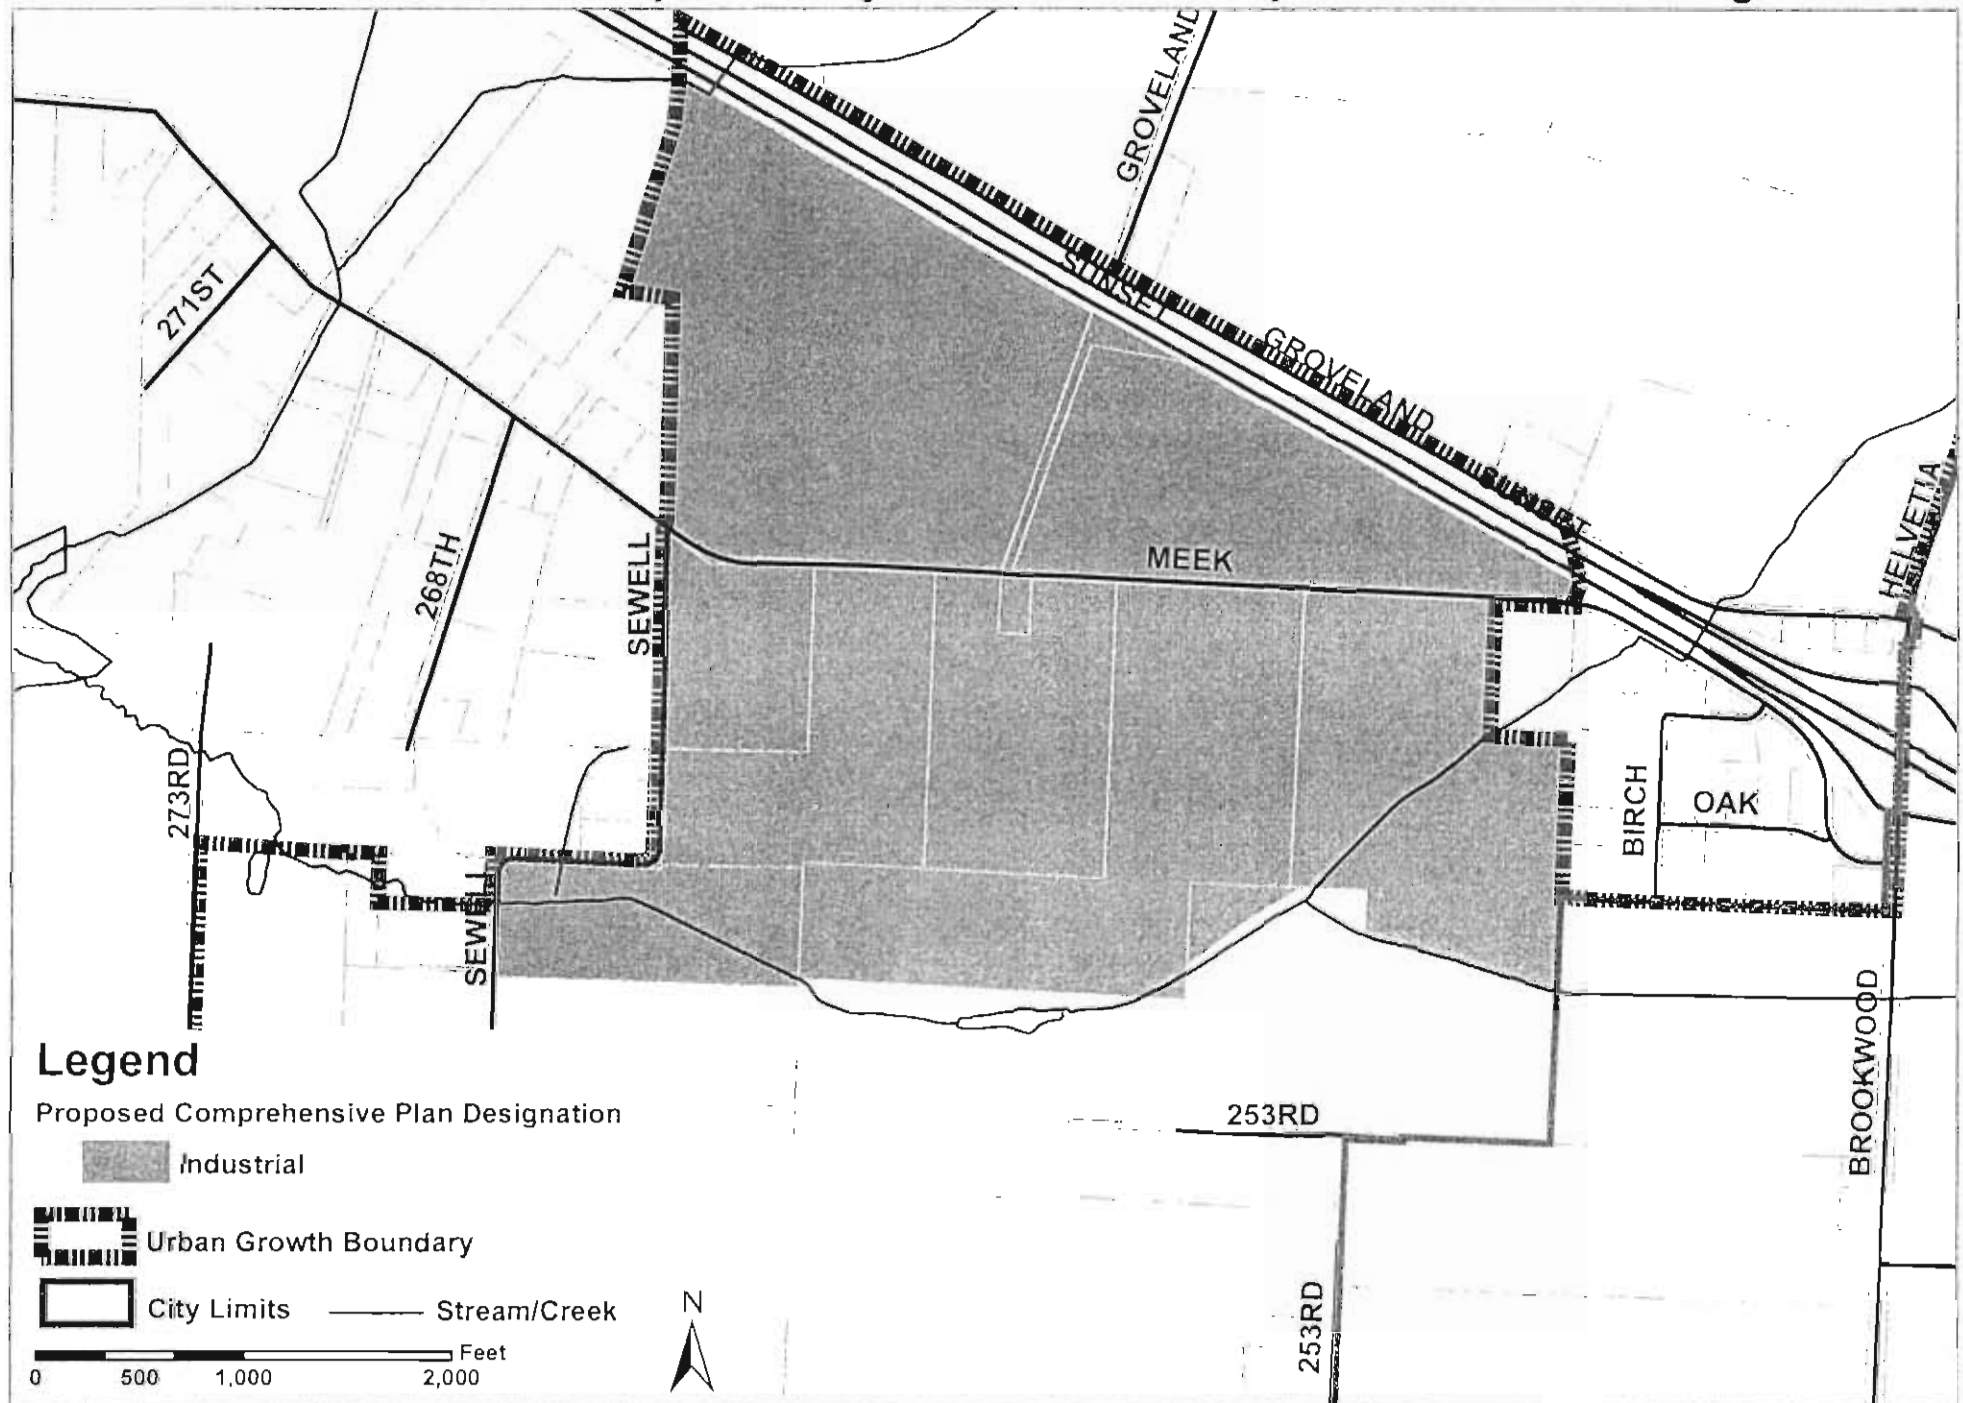 GROVELAND
271ST
SUNSET
GROVELAND
SUNSET
HELVETIA
268TH
SEWELL
MEEK
273RD
BIRCH
OAK
SEWELL
BROOKWOOD
253RD
253RD
Legend
Proposed Comprehensive Plan Designation
Industrial
Urban Growth Boundary
City Limits
Stream/Creek
N
Feet
0 500 1,000 2,000